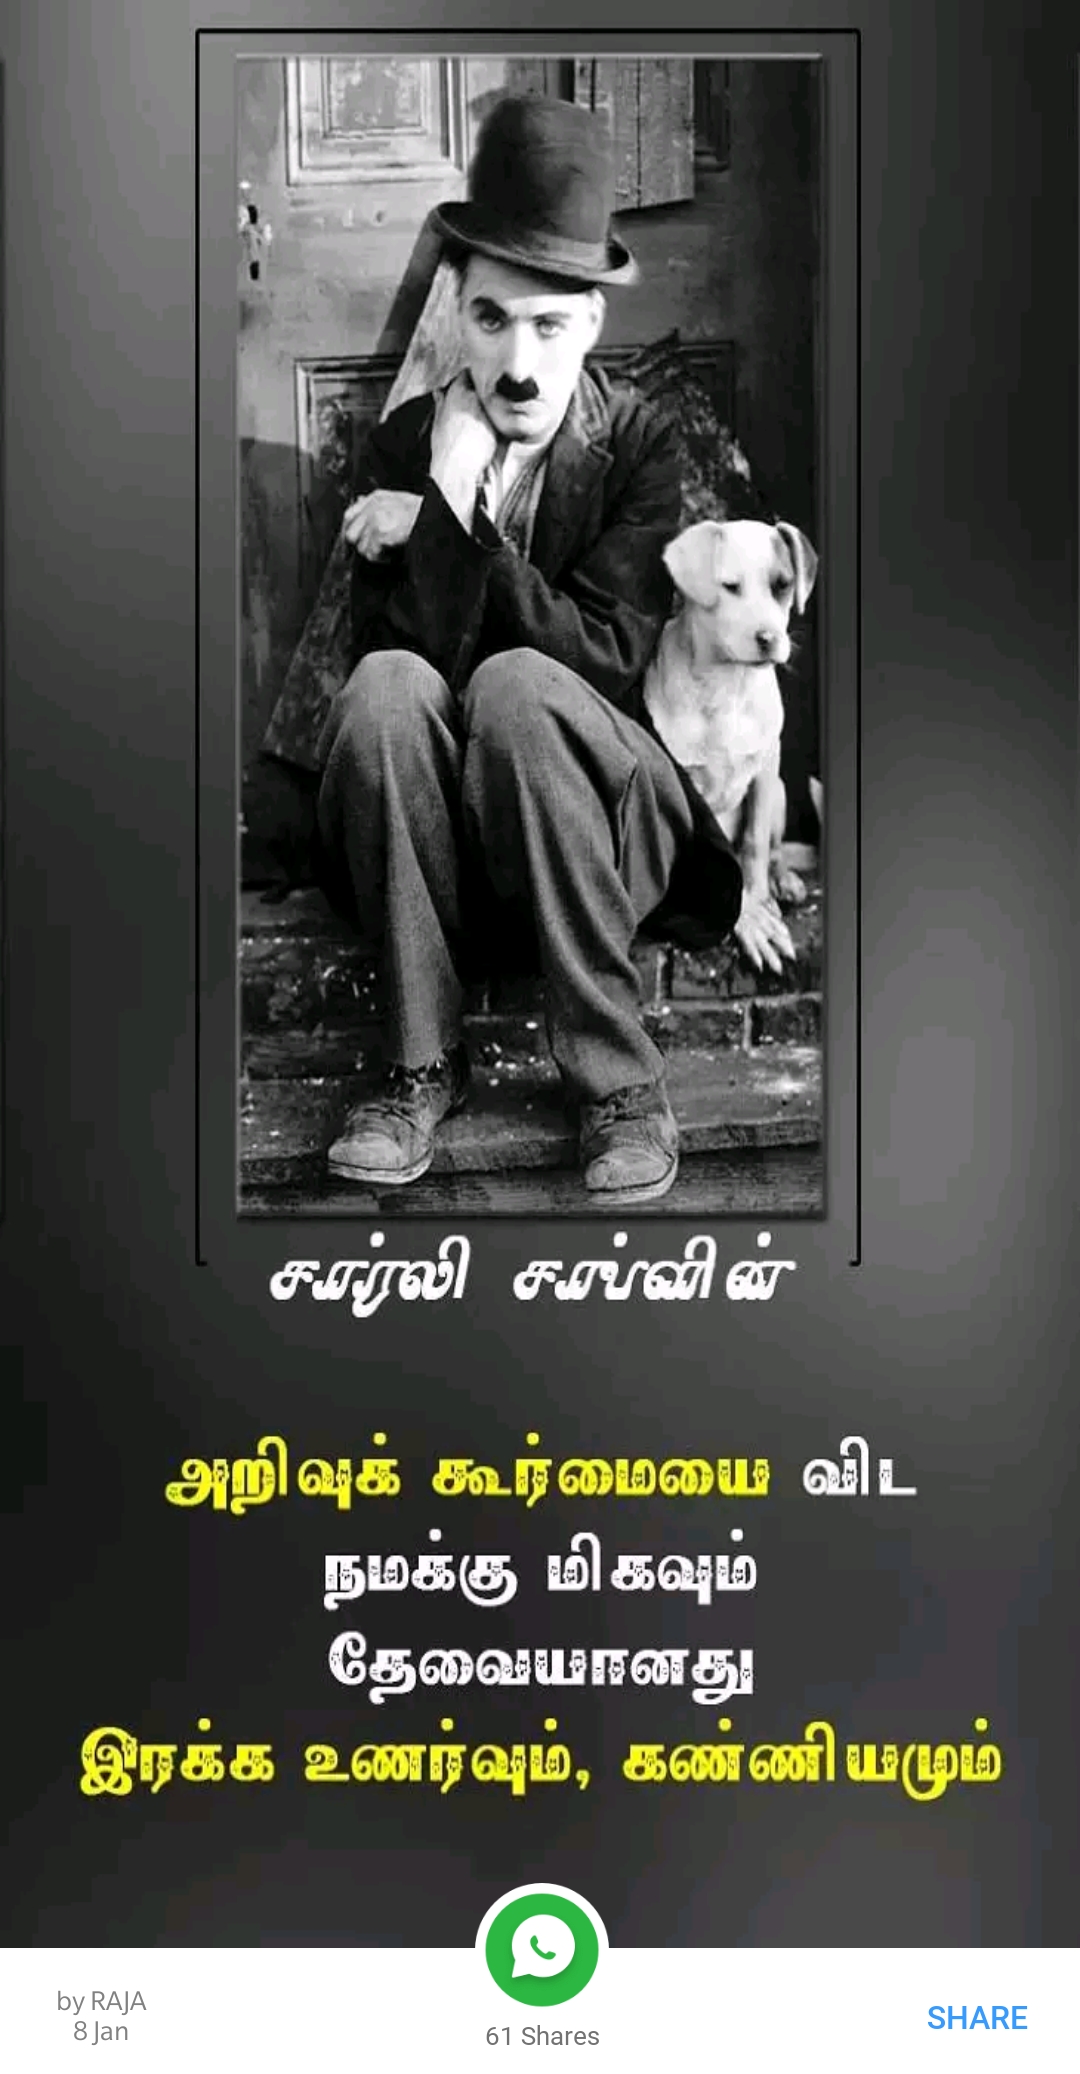 சார்லி சாப்ளின்
அறிவுக் கூர்மையை விட
நமக்கு மிகவும்
தேவையானது
இரக்க உணர்வும், கண்ணியமும்
by RAJA
8 Jan
61 Shares
SHARE